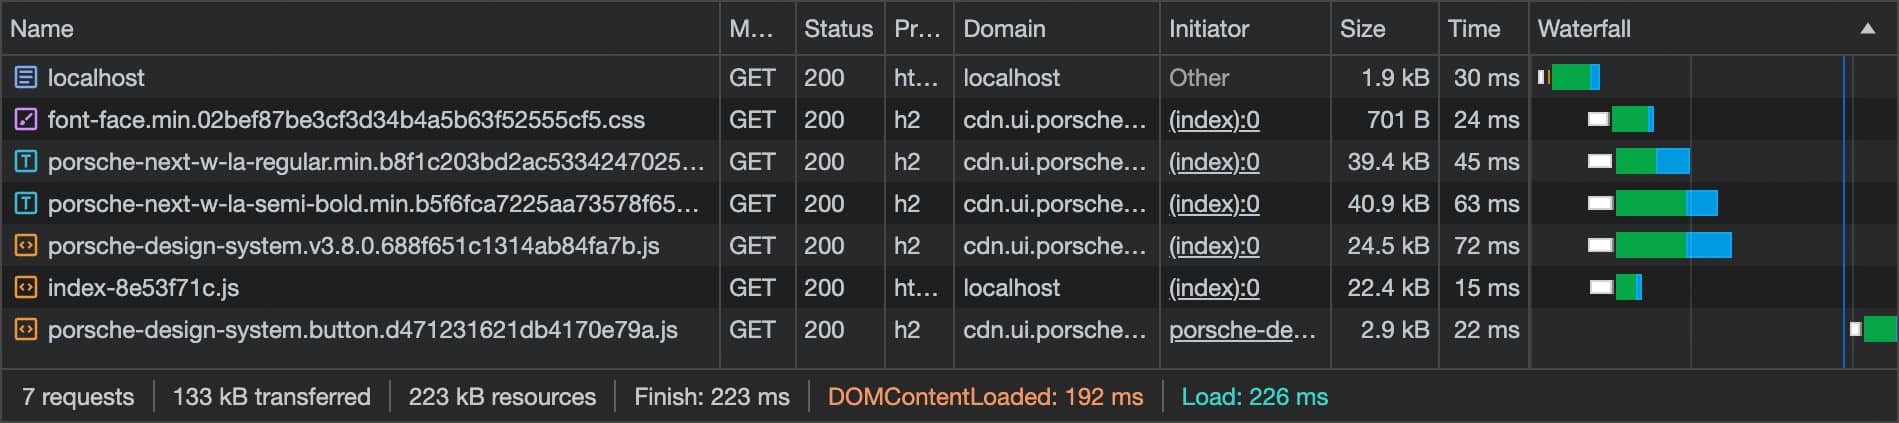 Name M... Status Pr... Domain Initiator Size Time Waterfall
localhost GET 200 ht... localhost Other 1.9 kB 30 ms
font-face.min.02bef87be3cf3d34b4a5b63f52555cf5.css GET 200 h2 cdn.ui.porsche... (index):0 701 B 24 ms
porsche-next-w-la-regular.min.b8f1c203bd2ac5334247025... GET 200 h2 cdn.ui.porsche... (index):0 39.4 kB 45 ms
porsche-next-w-la-semi-bold.min.b5f6fca7225aa73578f65... GET 200 h2 cdn.ui.porsche... (index):0 40.9 kB 63 ms
porsche-design-system.v3.8.0.688f651c1314ab84fa7b.js GET 200 h2 cdn.ui.porsche... (index):0 24.5 kB 72 ms
index-8e53f71c.js GET 200 ht... localhost (index):0 22.4 kB 15 ms
porsche-design-system.button.d471231621db4170e79a.js GET 200 h2 cdn.ui.porsche... porsche-de... 2.9 kB 22 ms
7 requests 133 kB transferred 223 kB resources Finish: 223 ms DOMContentLoaded: 192 ms Load: 226 ms